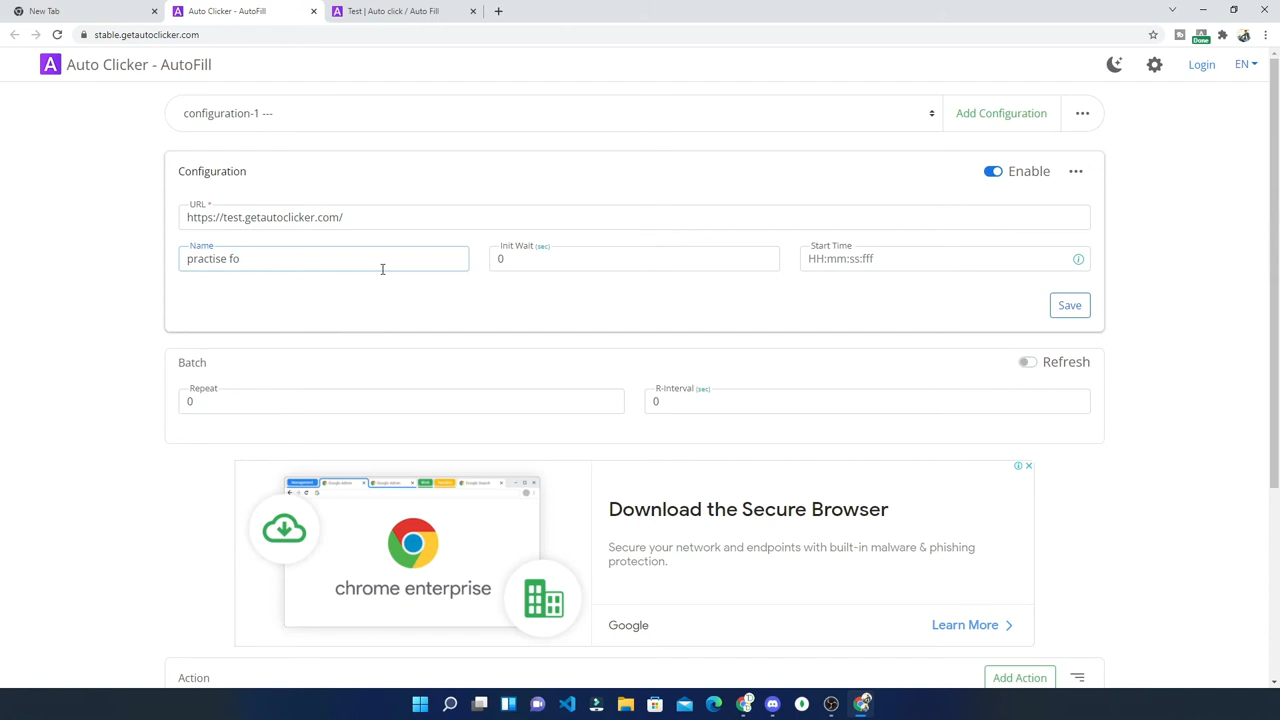 New Tab
Auto Clicker - AutoFill
Test | Auto click / Auto Fill
stable.getautoclicker.com
Done
A Auto Clicker - AutoFill
Login
EN
configuration-1 ---
Add Configuration
Configuration
Enable
URL *
https://test.getautoclicker.com/
Name
practise fo
Init Wait (sec)
0
Start Time
HH:mm:ss:fff
Save
Batch
Refresh
Repeat
0
R-Interval (sec)
0
chrome enterprise
Download the Secure Browser
Secure your network and endpoints with built-in malware & phishing
protection.
Google
Learn More
Action
Add Action